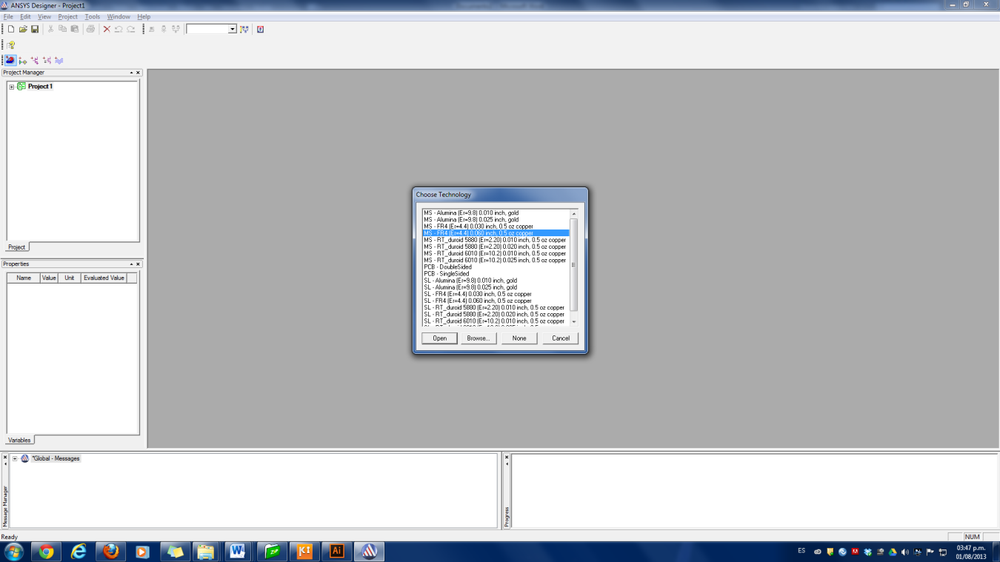 ANSYS Designer - Project1
File Edit View Project Tools Window Help
Project Manager
Project1
Project
Properties
Name Value Unit Evaluated Value
Variables
Choose Technology
MS - Alumina (Er=9.8) 0.010 inch, gold
MS - Alumina (Er=9.8) 0.025 inch, gold
MS - FR4 (Er=4.4) 0.030 inch, 0.5 oz copper
MS - FR4 (Er=4.4) 0.060 inch, 0.5 oz copper
MS - RT_duroid 5880 (Er=2.20) 0.010 inch, 0.5 oz copper
MS - RT_duroid 5880 (Er=2.20) 0.020 inch, 0.5 oz copper
MS - RT_duroid 6010 (Er=10.2) 0.010 inch, 0.5 oz copper
MS - RT_duroid 6010 (Er=10.2) 0.025 inch, 0.5 oz copper
PCB - DoubleSided
PCB - SingleSided
SL - Alumina (Er=9.8) 0.010 inch, gold
SL - Alumina (Er=9.8) 0.025 inch, gold
SL - FR4 (Er=4.4) 0.030 inch, 0.5 oz copper
SL - FR4 (Er=4.4) 0.060 inch, 0.5 oz copper
SL - RT_duroid 5880 (Er=2.20) 0.010 inch, 0.5 oz copper
SL - RT_duroid 5880 (Er=2.20) 0.020 inch, 0.5 oz copper
SL - RT_duroid 6010 (Er=10.2) 0.010 inch, 0.5 oz copper
Open Browse... None Cancel
*Global - Messages
Message Manager
Progress
Ready
NUM
ZIP
Ai
ES
03:47 p.m.
01/08/2013